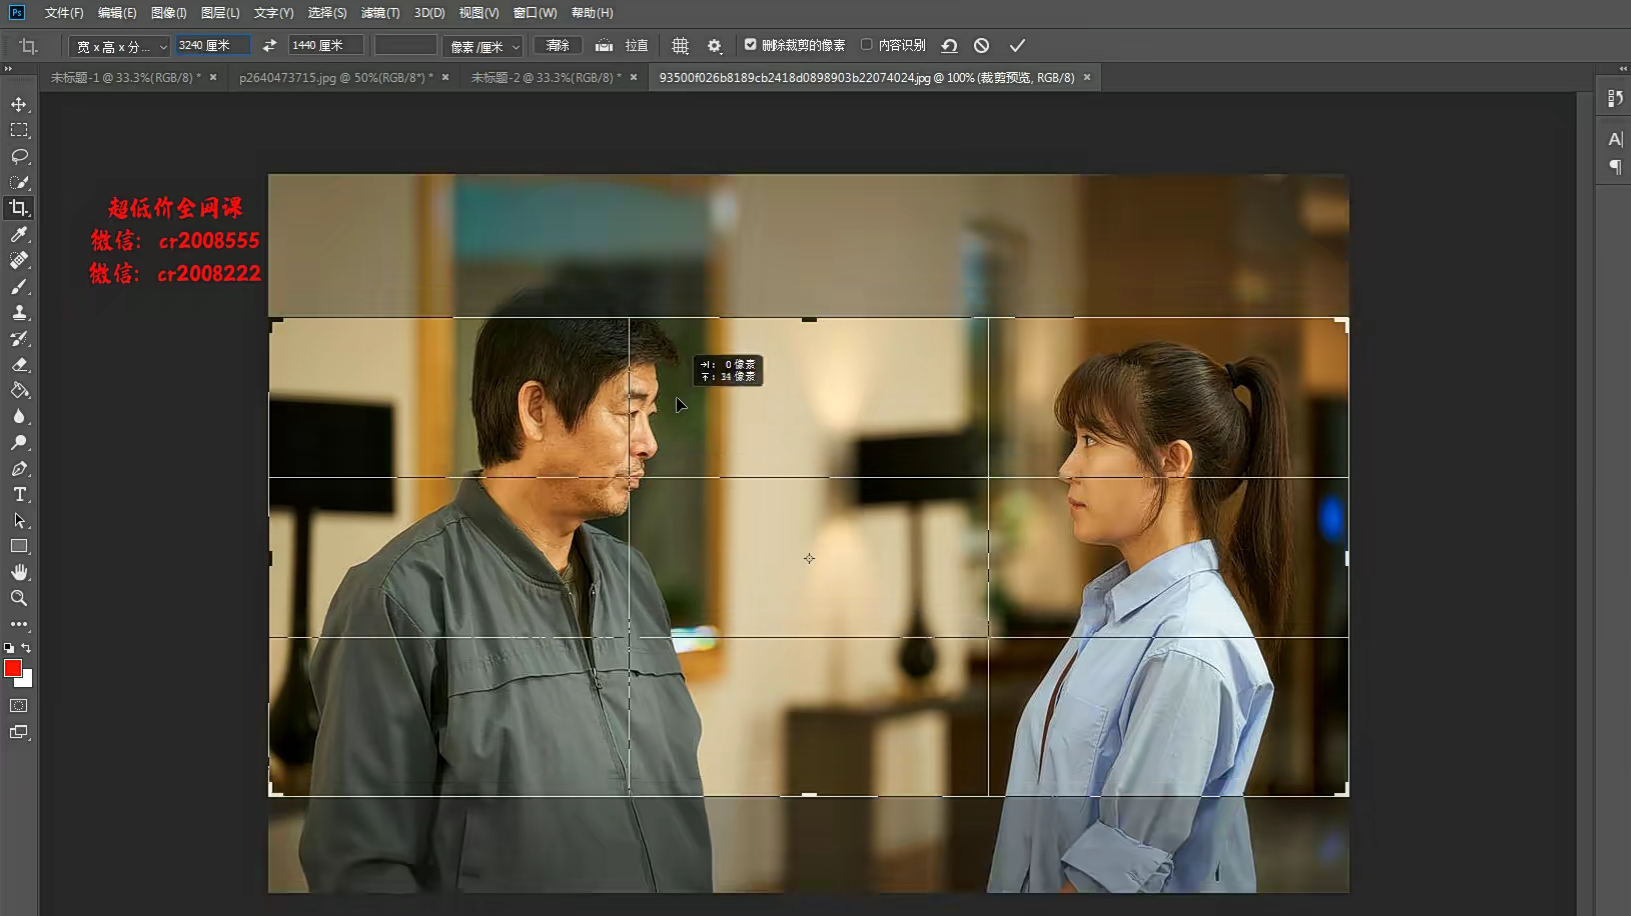 Ps 文件(F) 编辑(E) 图像(I) 图层(L) 文字(Y) 选择(S) 滤镜(T) 3D(D) 视图(V) 窗口(W) 帮助(H)
宽 x 高 x 分... 3240 厘米 1440 厘米 像素/厘米 清除 拉直 删除裁剪的像素 内容识别
未标题-1 @ 33.3%(RGB/8) * × p2640473715.jpg @ 50%(RGB/8*) * × 未标题-2 @ 33.3%(RGB/8) * × 93500f026b8189cb2418d0898903b22074024.jpg @ 100% (裁剪预览, RGB/8) ×
超低价全网课
微信: cr2008555
微信: cr2008222
: 0 像素
: 34 像素